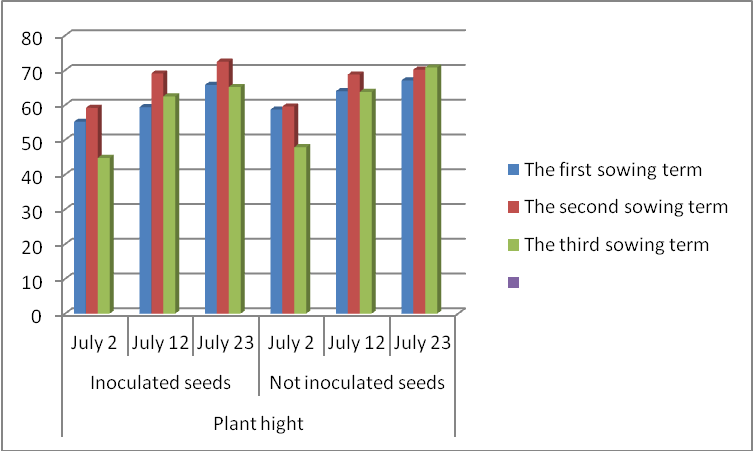 80
70
60
50
40
30
20
10
0
July 2 July 12 July 23 July 2 July 12 July 23
Inoculated seeds Not inoculated seeds
Plant hight
The first sowing term
The second sowing term
The third sowing term